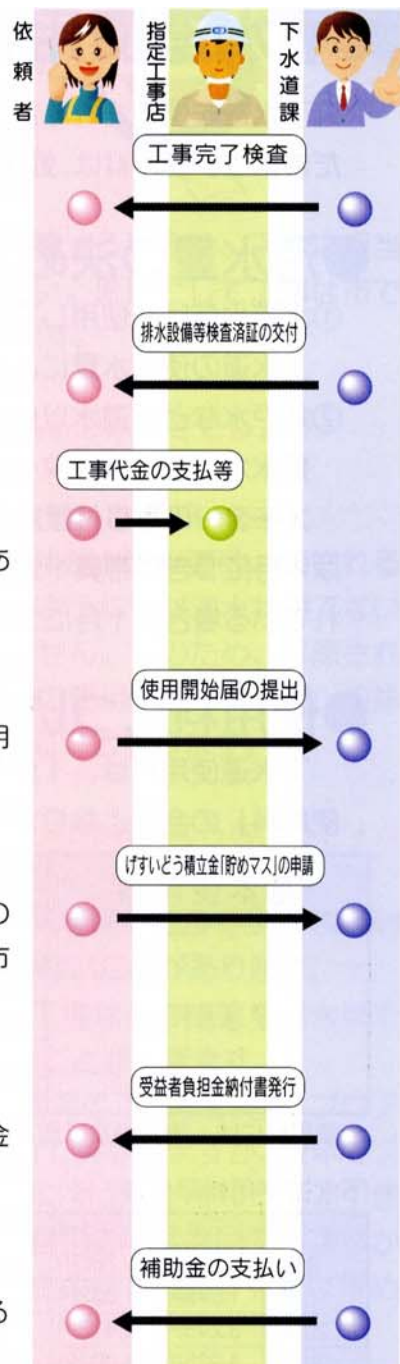 依頼者
指定工事店
下水道課
工事完了検査
排水設備等検査済証の交付
工事代金の支払等
使用開始届の提出
げすいどう積立金「貯めマス」の申請
受益者負担金納付書発行
補助金の支払い